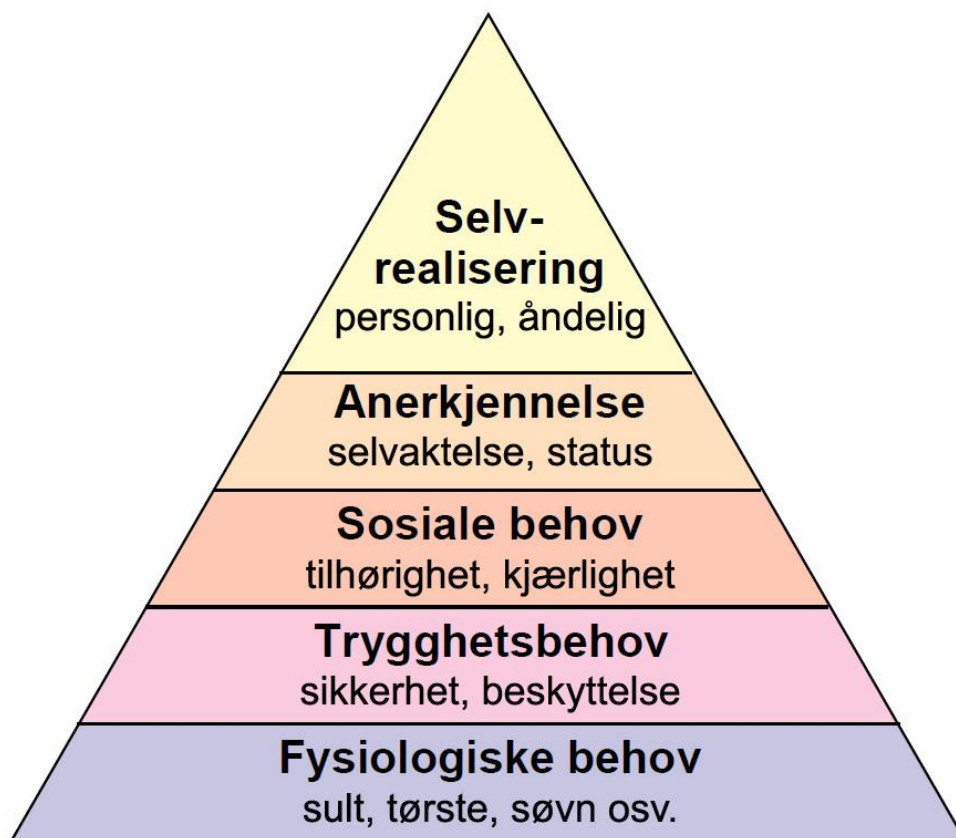 Selv-
realisering
personlig, åndelig
Anerkjennelse
selvaktelse, status
Sosiale behov
tilhørighet, kjærlighet
Trygghetsbehov
sikkerhet, beskyttelse
Fysiologiske behov
sult, tørste, søvn osv.